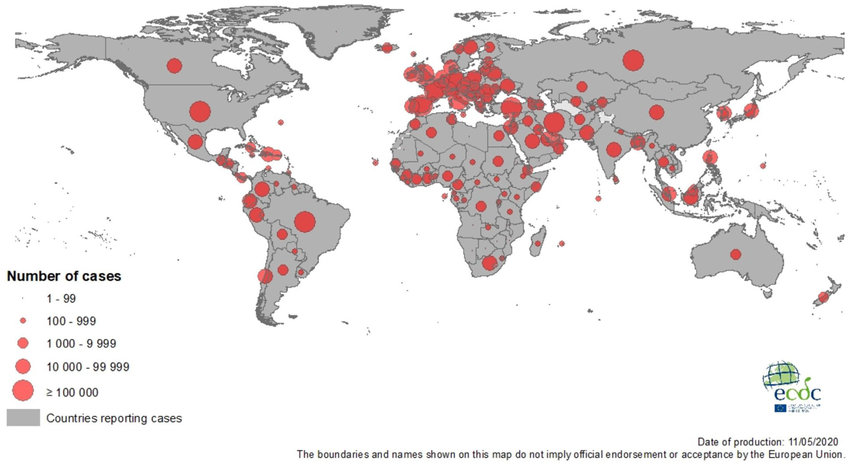 Number of cases
1 - 99
100 - 999
1 000 - 9 999
10 000 - 99 999
≥ 100 000
Countries reporting cases
ecdc
Date of production: 11/05/2020
The boundaries and names shown on this map do not imply official endorsement or acceptance by the European Union.